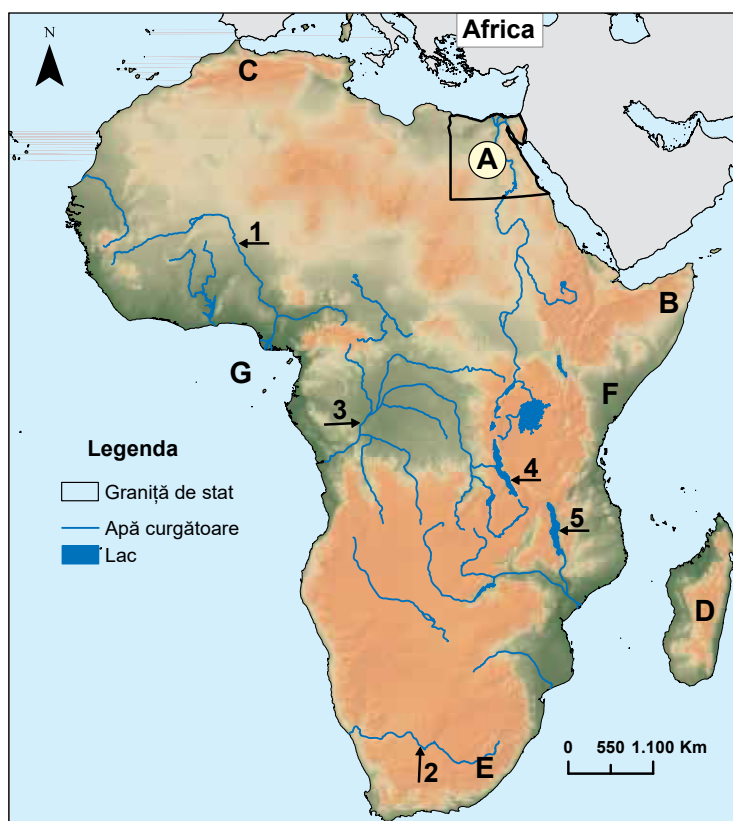 Africa
N
C
A
1
B
G
F
3
Legenda
4
Graniță de stat
Apă curgătoare
5
Lac
D
0 550 1.100 Km
2
E